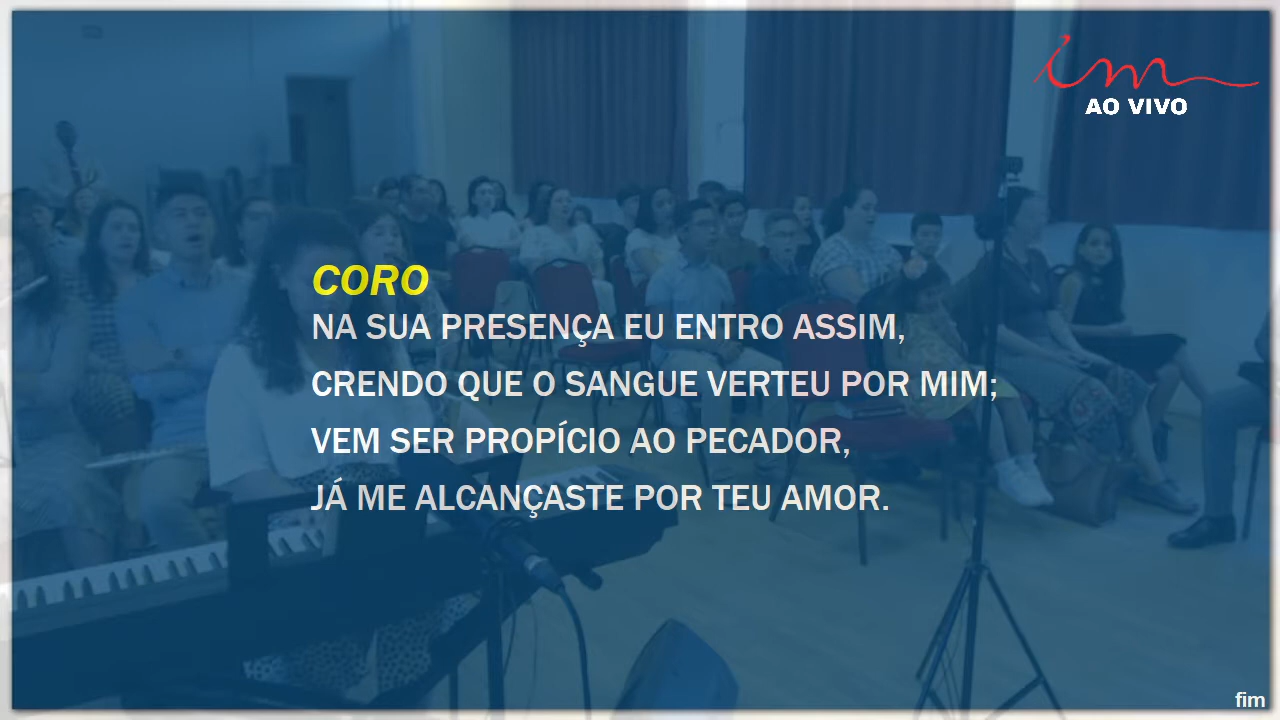 im
AO VIVO
CORO
NA SUA PRESENÇA EU ENTRO ASSIM,
CRENDO QUE O SANGUE VERTEU POR MIM;
VEM SER PROPÍCIO AO PECADOR,
JÁ ME ALCANÇASTE POR TEU AMOR.
fim